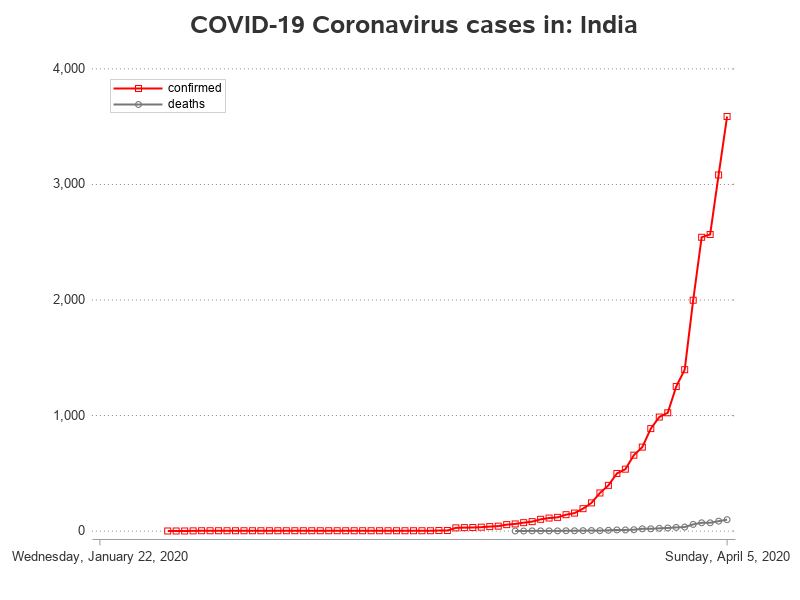 COVID-19 Coronavirus cases in: India
4,000
confirmed
deaths
3,000
2,000
1,000
0
Wednesday, January 22, 2020
Sunday, April 5, 2020